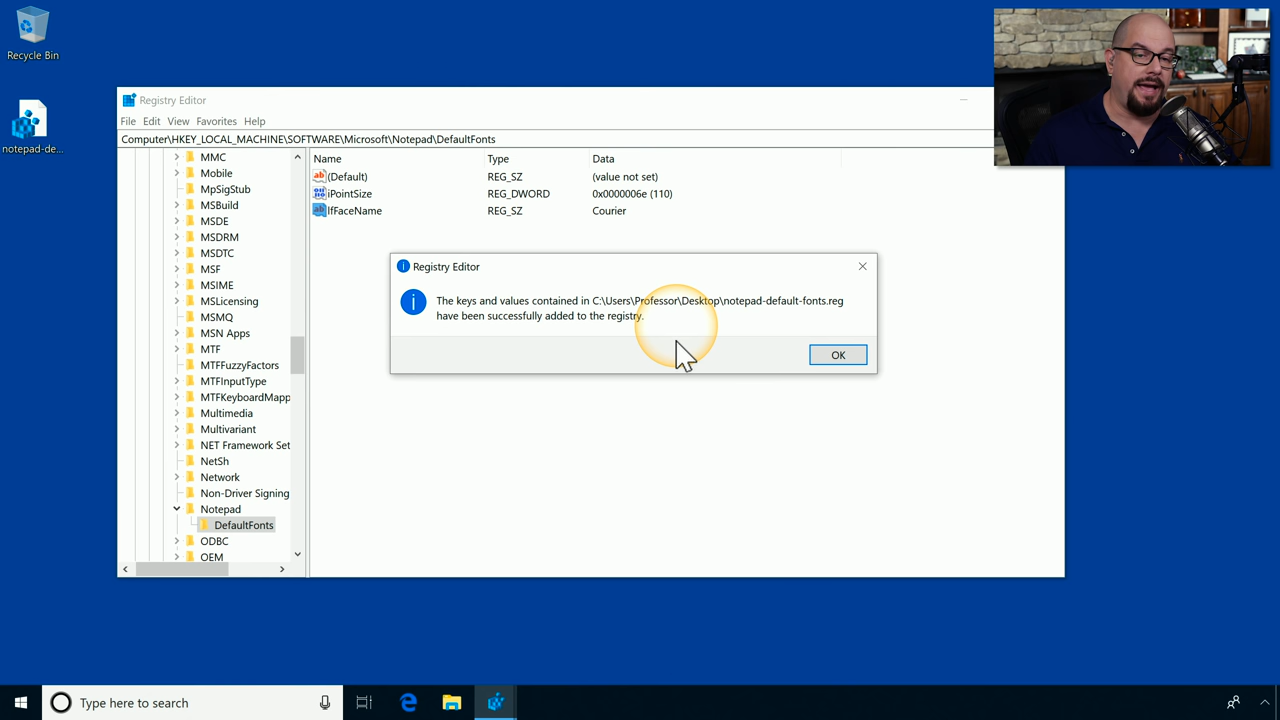 Recycle Bin
notepad-de...
Registry Editor
File Edit View Favorites Help
Computer\HKEY_LOCAL_MACHINE\SOFTWARE\Microsoft\Notepad\DefaultFonts
MMC
Mobile
MpSigStub
MSBuild
MSDE
MSDRM
MSDTC
MSF
MSIME
MSLicensing
MSMQ
MSN Apps
MTF
MTFFuzzyFactors
MTFInputType
MTFKeyboardMapp
Multimedia
Multivariant
NET Framework Set
NetSh
Network
Non-Driver Signing
Notepad
DefaultFonts
ODBC
OEM
Name Type Data
(Default) REG_SZ (value not set)
iPointSize REG_DWORD 0x0000006e (110)
lfFaceName REG_SZ Courier
Registry Editor
The keys and values contained in C:\Users\Professor\Desktop\notepad-default-fonts.reg
have been successfully added to the registry.
OK
Type here to search